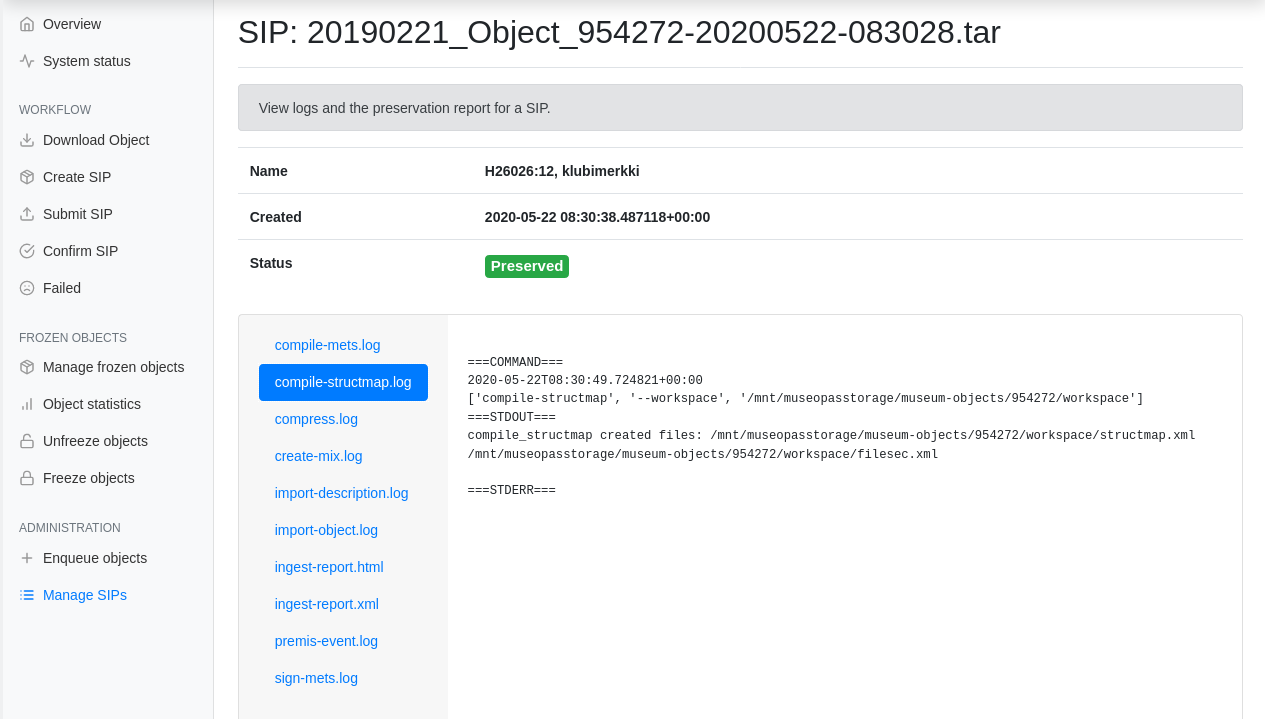 Overview
System status
WORKFLOW
Download Object
Create SIP
Submit SIP
Confirm SIP
Failed
FROZEN OBJECTS
Manage frozen objects
Object statistics
Unfreeze objects
Freeze objects
ADMINISTRATION
Enqueue objects
Manage SIPs
SIP: 20190221_Object_954272-20200522-083028.tar
View logs and the preservation report for a SIP.
Name H26026:12, klubimerkki
Created 2020-05-22 08:30:38.487118+00:00
Status Preserved
compile-mets.log
compile-structmap.log
compress.log
create-mix.log
import-description.log
import-object.log
ingest-report.html
ingest-report.xml
premis-event.log
sign-mets.log
===COMMAND===
2020-05-22T08:30:49.724821+00:00
['compile-structmap', '--workspace', '/mnt/museopasstorage/museum-objects/954272/workspace']
===STDOUT===
compile_structmap created files: /mnt/museopasstorage/museum-objects/954272/workspace/structmap.xml
/mnt/museopasstorage/museum-objects/954272/workspace/filesec.xml
===STDERR===